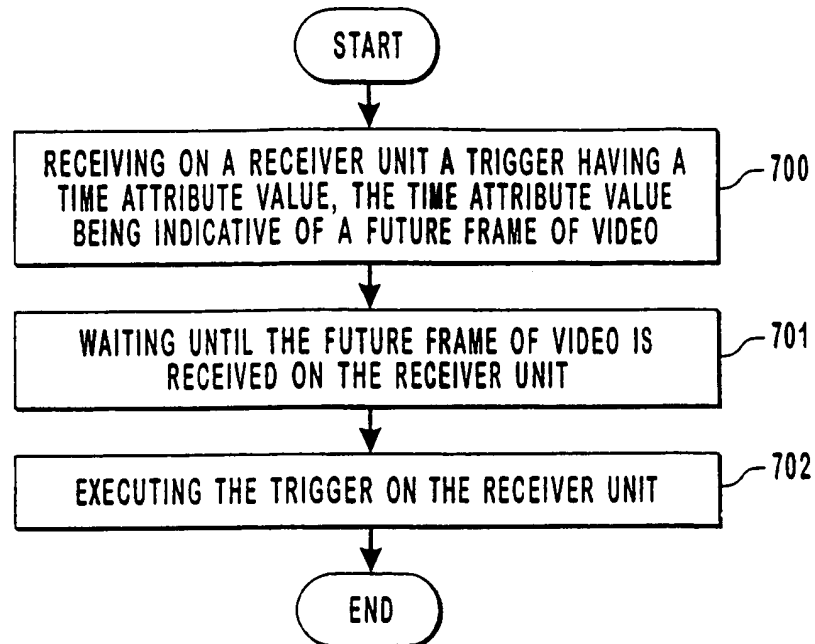 START
RECEIVING ON A RECEIVER UNIT A TRIGGER HAVING A
TIME ATTRIBUTE VALUE, THE TIME ATTRIBUTE VALUE
BEING INDICATIVE OF A FUTURE FRAME OF VIDEO
700
WAITING UNTIL THE FUTURE FRAME OF VIDEO IS
RECEIVED ON THE RECEIVER UNIT
701
EXECUTING THE TRIGGER ON THE RECEIVER UNIT
702
END